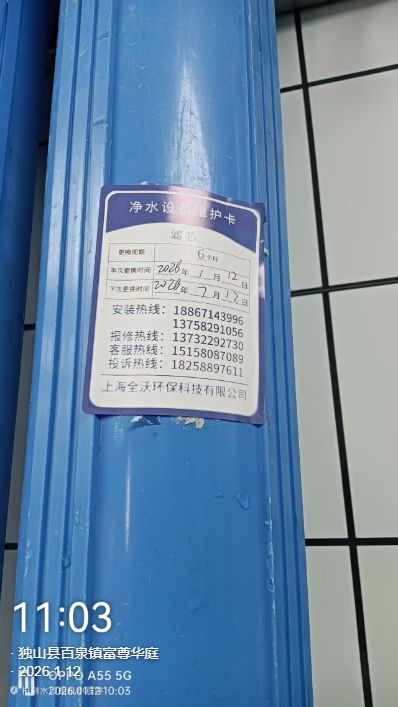 净水设备维护卡
滤芯
更换周期 6个月
本次更换时间 2026年 1月 12日
下次更换时间 2026年 7月 12日
安装热线：18867143996
13758291056
报修热线：13732292730
客服热线：15158087089
投诉热线：18258897611
上海全沃环保科技有限公司
11:03
· 独山县百泉镇富尊华庭
· 2026.1.12
OPPO A55 5G